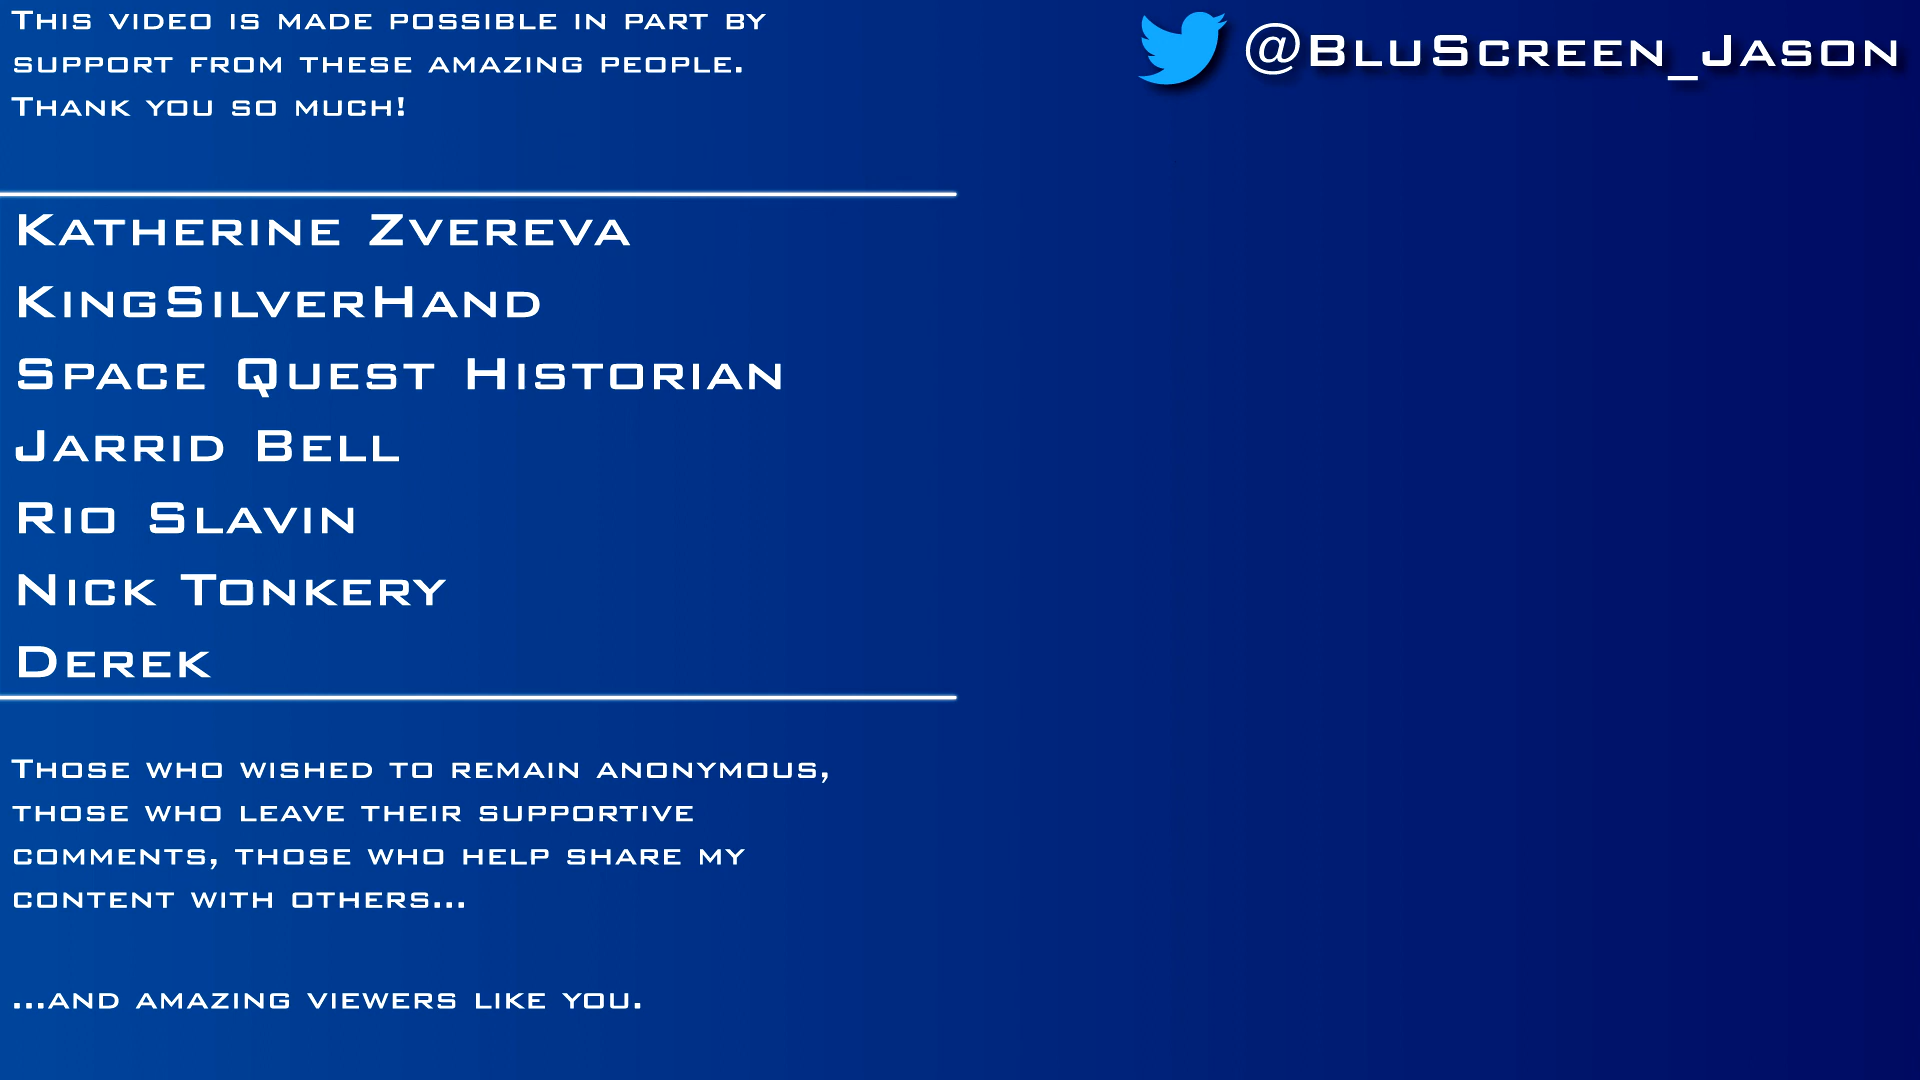 This video is made possible in part by
support from these amazing people.
Thank you so much!
@BluScreen_Jason
Katherine Zvereva
KingSilverHand
Space Quest Historian
Jarrid Bell
Rio Slavin
Nick Tonkery
Derek
Those who wished to remain anonymous,
those who leave their supportive
comments, those who help share my
content with others...
...and amazing viewers like you.